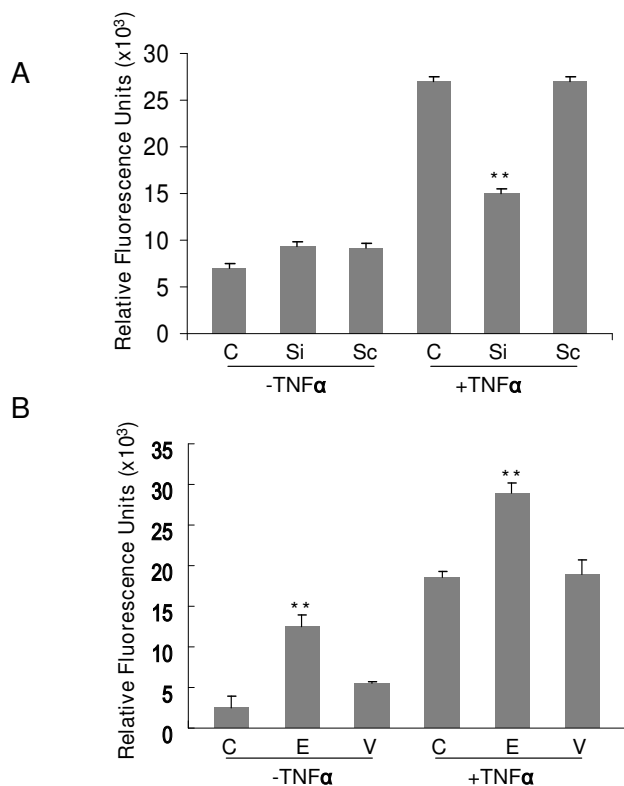 A
Relative Fluorescence Units (x10³)
30
25
20
15
10
5
0
**
C Si Sc C Si Sc
-TNFα +TNFα
B
Relative Fluorescence Units (x10³)
35
30
25
20
15
10
5
0
**
**
C E V C E V
-TNFα +TNFα